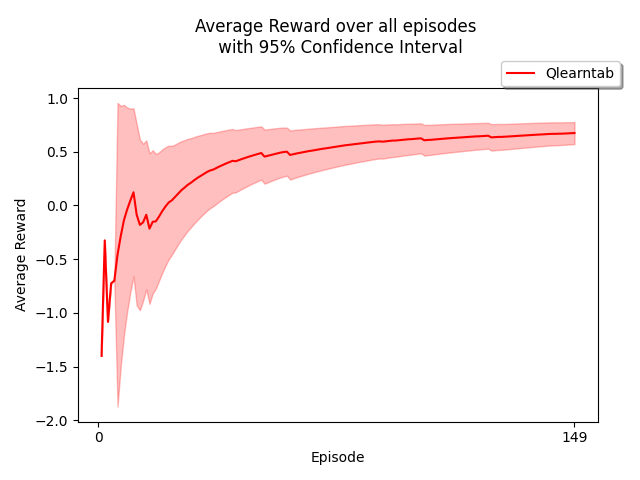 Average Reward over all episodes
with 95% Confidence Interval
Qlearntab
1.0
0.5
0.0
−0.5
−1.0
−1.5
−2.0
Average Reward
0
149
Episode